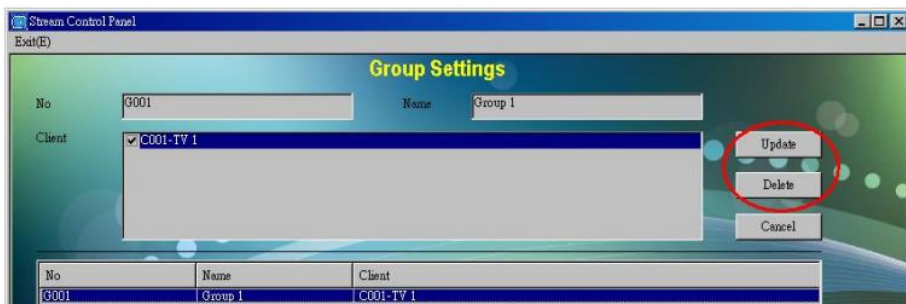 Stream Control Panel
Exit(E)
Group Settings
No G001 Name Group 1
Client C001-TV 1
Update
Delete
Cancel
No Name Client
G001 Group 1 C001-TV 1